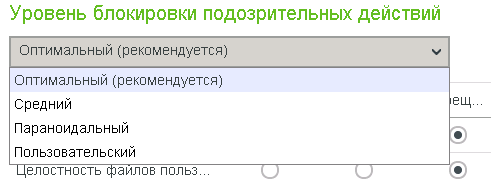 Уровень блокировки подозрительных действий
Оптимальный (рекомендуется)
Оптимальный (рекомендуется)
Средний
Параноидальный
Пользовательский
Целостность файлов польз...